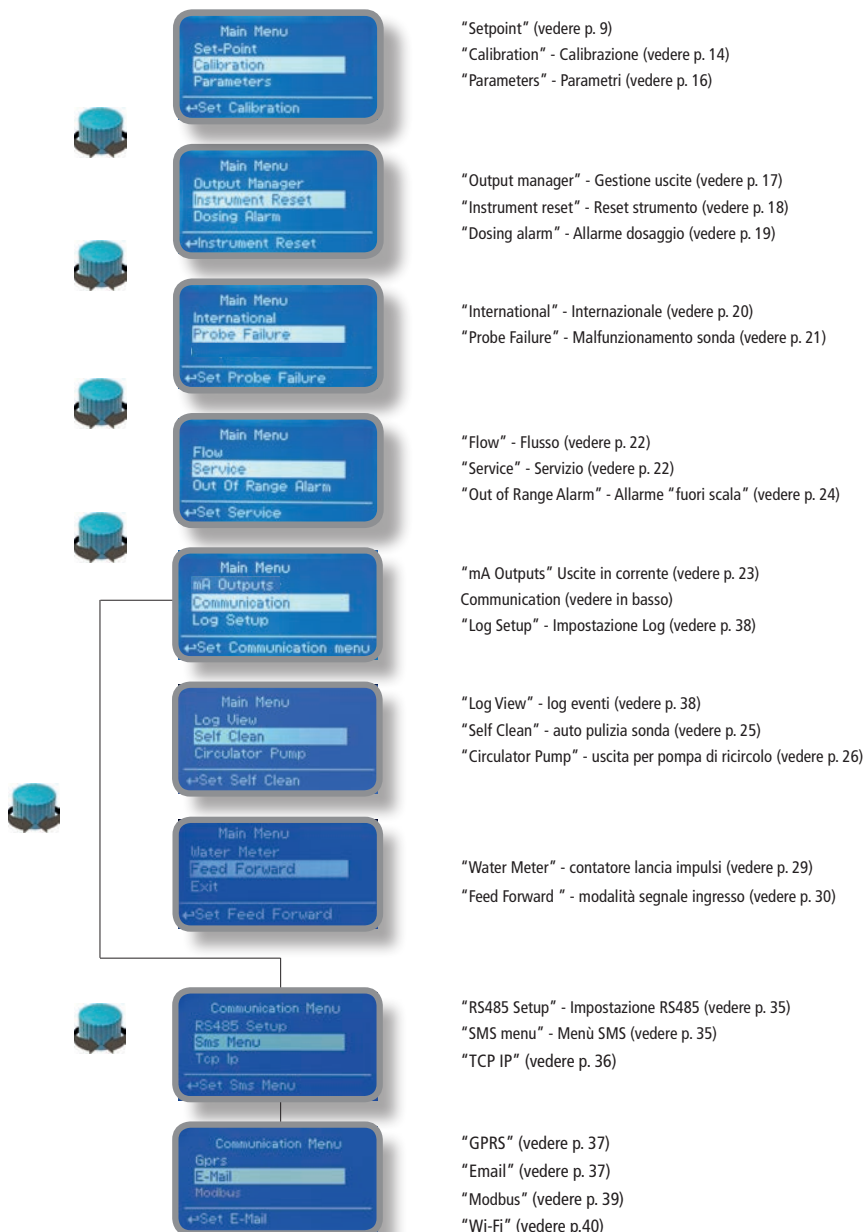 Main Menu
Set-Point
Calibration
Parameters
↵Set Calibration
"Setpoint" (vedere p. 9)
"Calibration" - Calibrazione (vedere p. 14)
"Parameters" - Parametri (vedere p. 16)
Main Menu
Output Manager
Instrument Reset
Dosing Alarm
↵Instrument Reset
"Output manager" - Gestione uscite (vedere p. 17)
"Instrument reset" - Reset strumento (vedere p. 18)
"Dosing alarm" - Allarme dosaggio (vedere p. 19)
Main Menu
International
Probe Failure
↵Set Probe Failure
"International" - Internazionale (vedere p. 20)
"Probe Failure" - Malfunzionamento sonda (vedere p. 21)
Main Menu
Flow
Service
Out Of Range Alarm
↵Set Service
"Flow" - Flusso (vedere p. 22)
"Service" - Servizio (vedere p. 22)
"Out of Range Alarm" - Allarme "fuori scala" (vedere p. 24)
Main Menu
mA Outputs
Communication
Log Setup
↵Set Communication menu
"mA Outputs" Uscite in corrente (vedere p. 23)
Communication (vedere in basso)
"Log Setup" - Impostazione Log (vedere p. 38)
Main Menu
Log View
Self Clean
Circulator Pump
↵Set Self Clean
"Log View" - log eventi (vedere p. 38)
"Self Clean" - auto pulizia sonda (vedere p. 25)
"Circulator Pump" - uscita per pompa di ricircolo (vedere p. 26)
Main Menu
Water Meter
Feed Forward
Exit
↵Set Feed Forward
"Water Meter" - contatore lancia impulsi (vedere p. 29)
"Feed Forward " - modalità segnale ingresso (vedere p. 30)
Communication Menu
RS485 Setup
Sms Menu
Tcp Ip
↵Set Sms Menu
"RS485 Setup" - Impostazione RS485 (vedere p. 35)
"SMS menu" - Menù SMS (vedere p. 35)
"TCP IP" (vedere p. 36)
Communication Menu
Gprs
E-Mail
Modbus
↵Set E-Mail
"GPRS" (vedere p. 37)
"Email" (vedere p. 37)
"Modbus" (vedere p. 39)
"Wi-Fi" (vedere p.40)